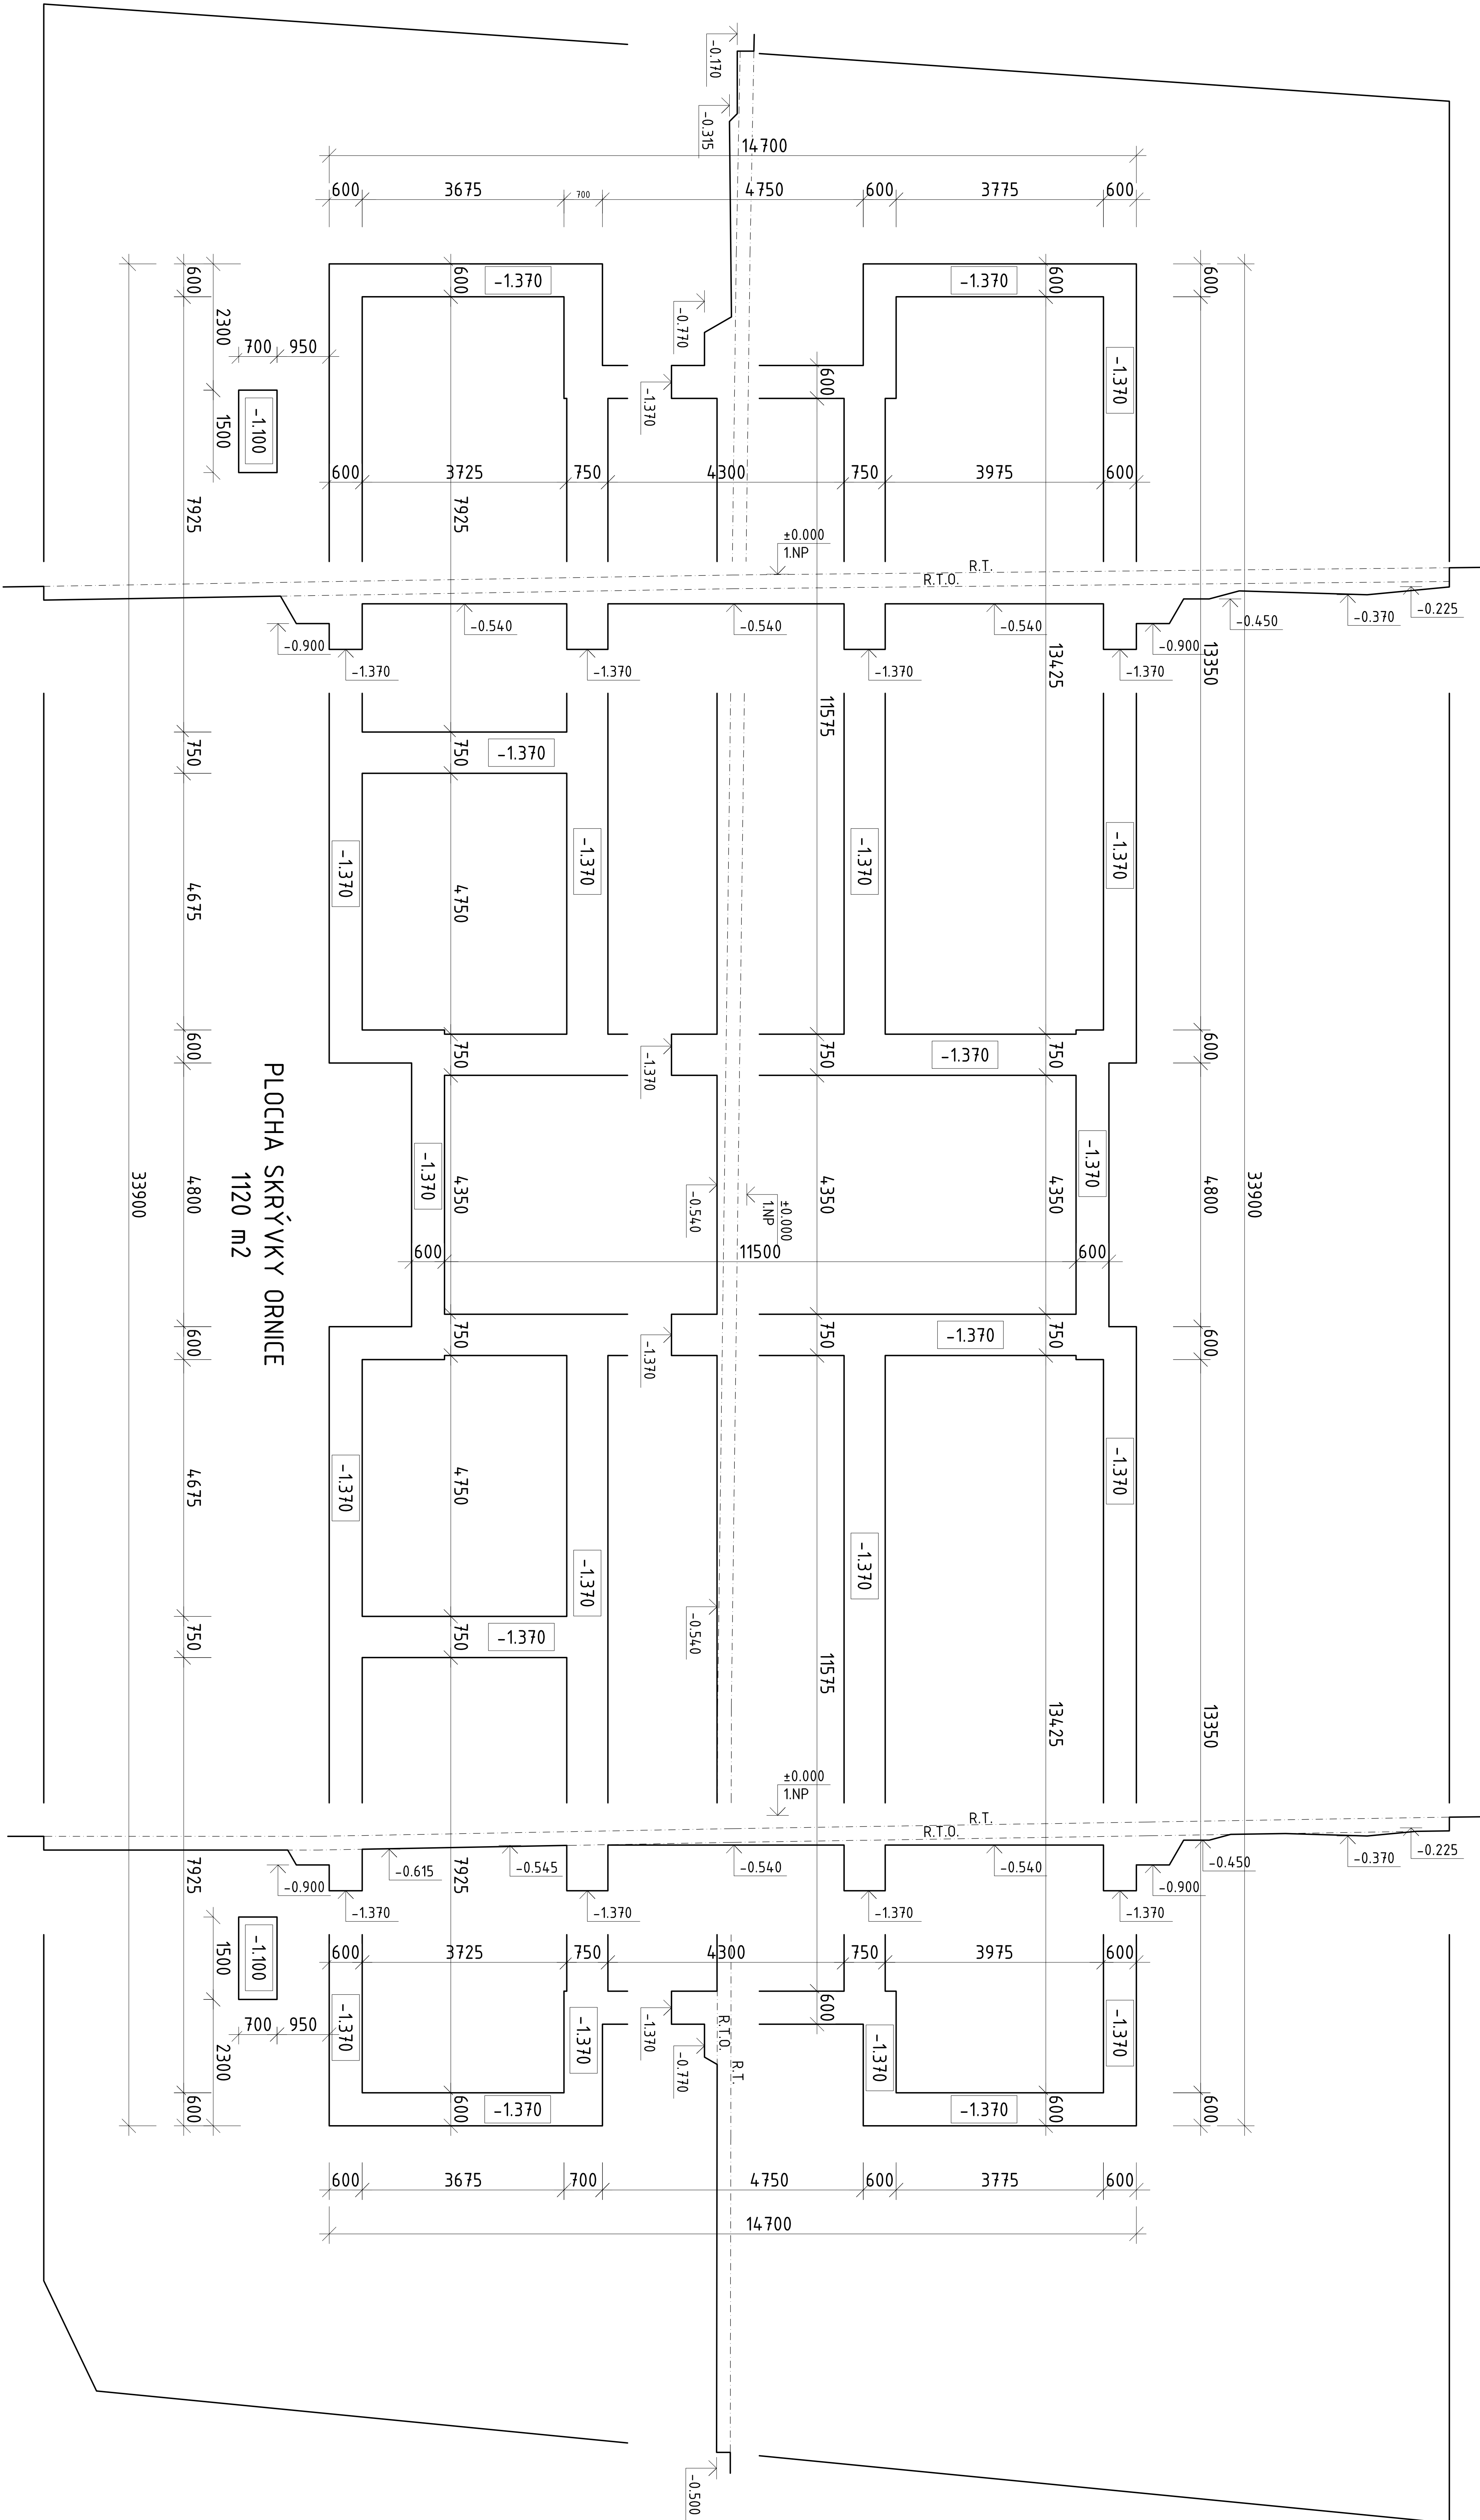 -0.170
-0.315
14700
600 3675 700 4750 600 3775 600
600 600 -1.370 -1.370 600 600
2300
-0.770
700 950
-1.370
600
-1.370
1500
-1.100
600 3725 750 4300 750 3975 600
7925 7925
±0.000
1.NP
R.T.
R.T.O.
-0.540 -0.540 -0.540 -0.450 -0.370 -0.225
-0.900 -0.900
-1.370 -1.370 -1.370 -1.370
13425 13350
11575
750 750 -1.370
-1.370 -1.370 -1.370 -1.370
4675 4750
600 750 -1.370 750 -1.370 750 600
PLOCHA SKRÝVKY ORNICE
1120 m2
-1.370 -1.370
33900 4800 4350 -0.540 4350 4350 4800 33900
±0.000
1.NP
600 11500 600
600 750 -1.370 750 -1.370 750 600
4675 -1.370 4750 -1.370
-1.370 -1.370
750 750 -1.370 -0.540
11575
13425 13350
±0.000
1.NP
R.T.
R.T.O.
-0.615 -0.545 -0.540 -0.540 -0.450 -0.370 -0.225
7925 7925
-0.900 -0.900
-1.370 -1.370 -1.370 -1.370
600 3725 750 4300 750 3975 600
1500 -1.100
-1.370 -1.370 -1.370 600 -1.370 -1.370
700 950
2300
R.T.O.
R.T.
-0.770
600 600 -1.370 -1.370 600 600
600 3675 700 4750 600 3775 600
14700
-0.500